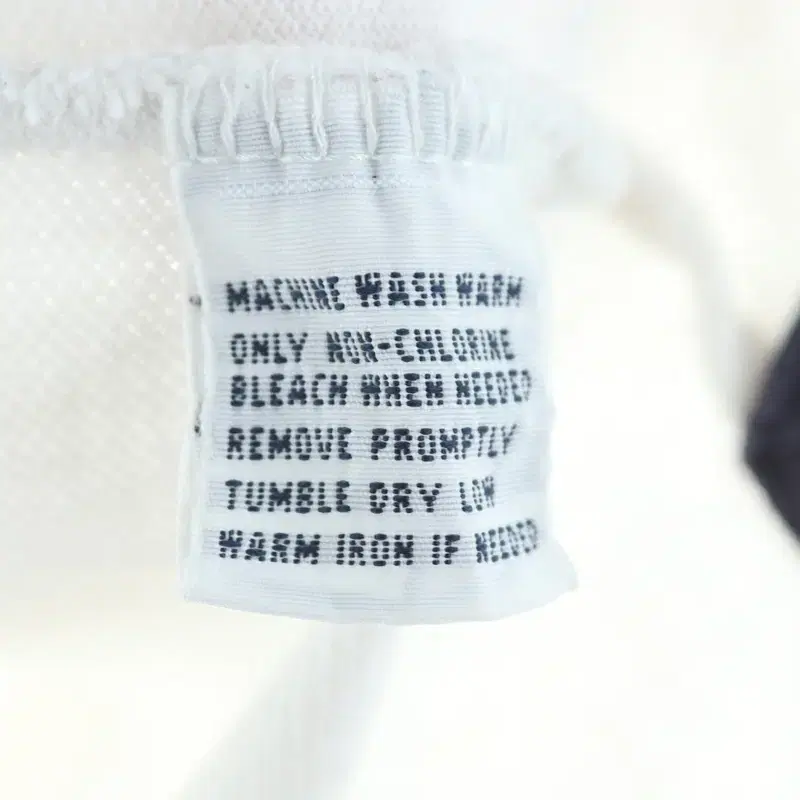 MACHINE WASH WARM
ONLY NON-CHLORINE
BLEACH WHEN NEEDED
REMOVE PROMPTLY
TUMBLE DRY LOW
WARM IRON IF NEEDED